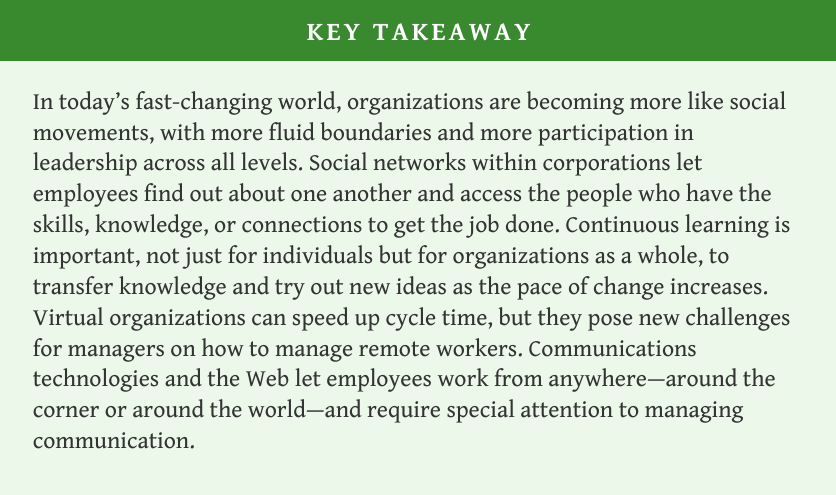 KEY TAKEAWAY
In today’s fast-changing world, organizations are becoming more like social
movements, with more fluid boundaries and more participation in
leadership across all levels. Social networks within corporations let
employees find out about one another and access the people who have the
skills, knowledge, or connections to get the job done. Continuous learning is
important, not just for individuals but for organizations as a whole, to
transfer knowledge and try out new ideas as the pace of change increases.
Virtual organizations can speed up cycle time, but they pose new challenges
for managers on how to manage remote workers. Communications
technologies and the Web let employees work from anywhere—around the
corner or around the world—and require special attention to managing
communication.